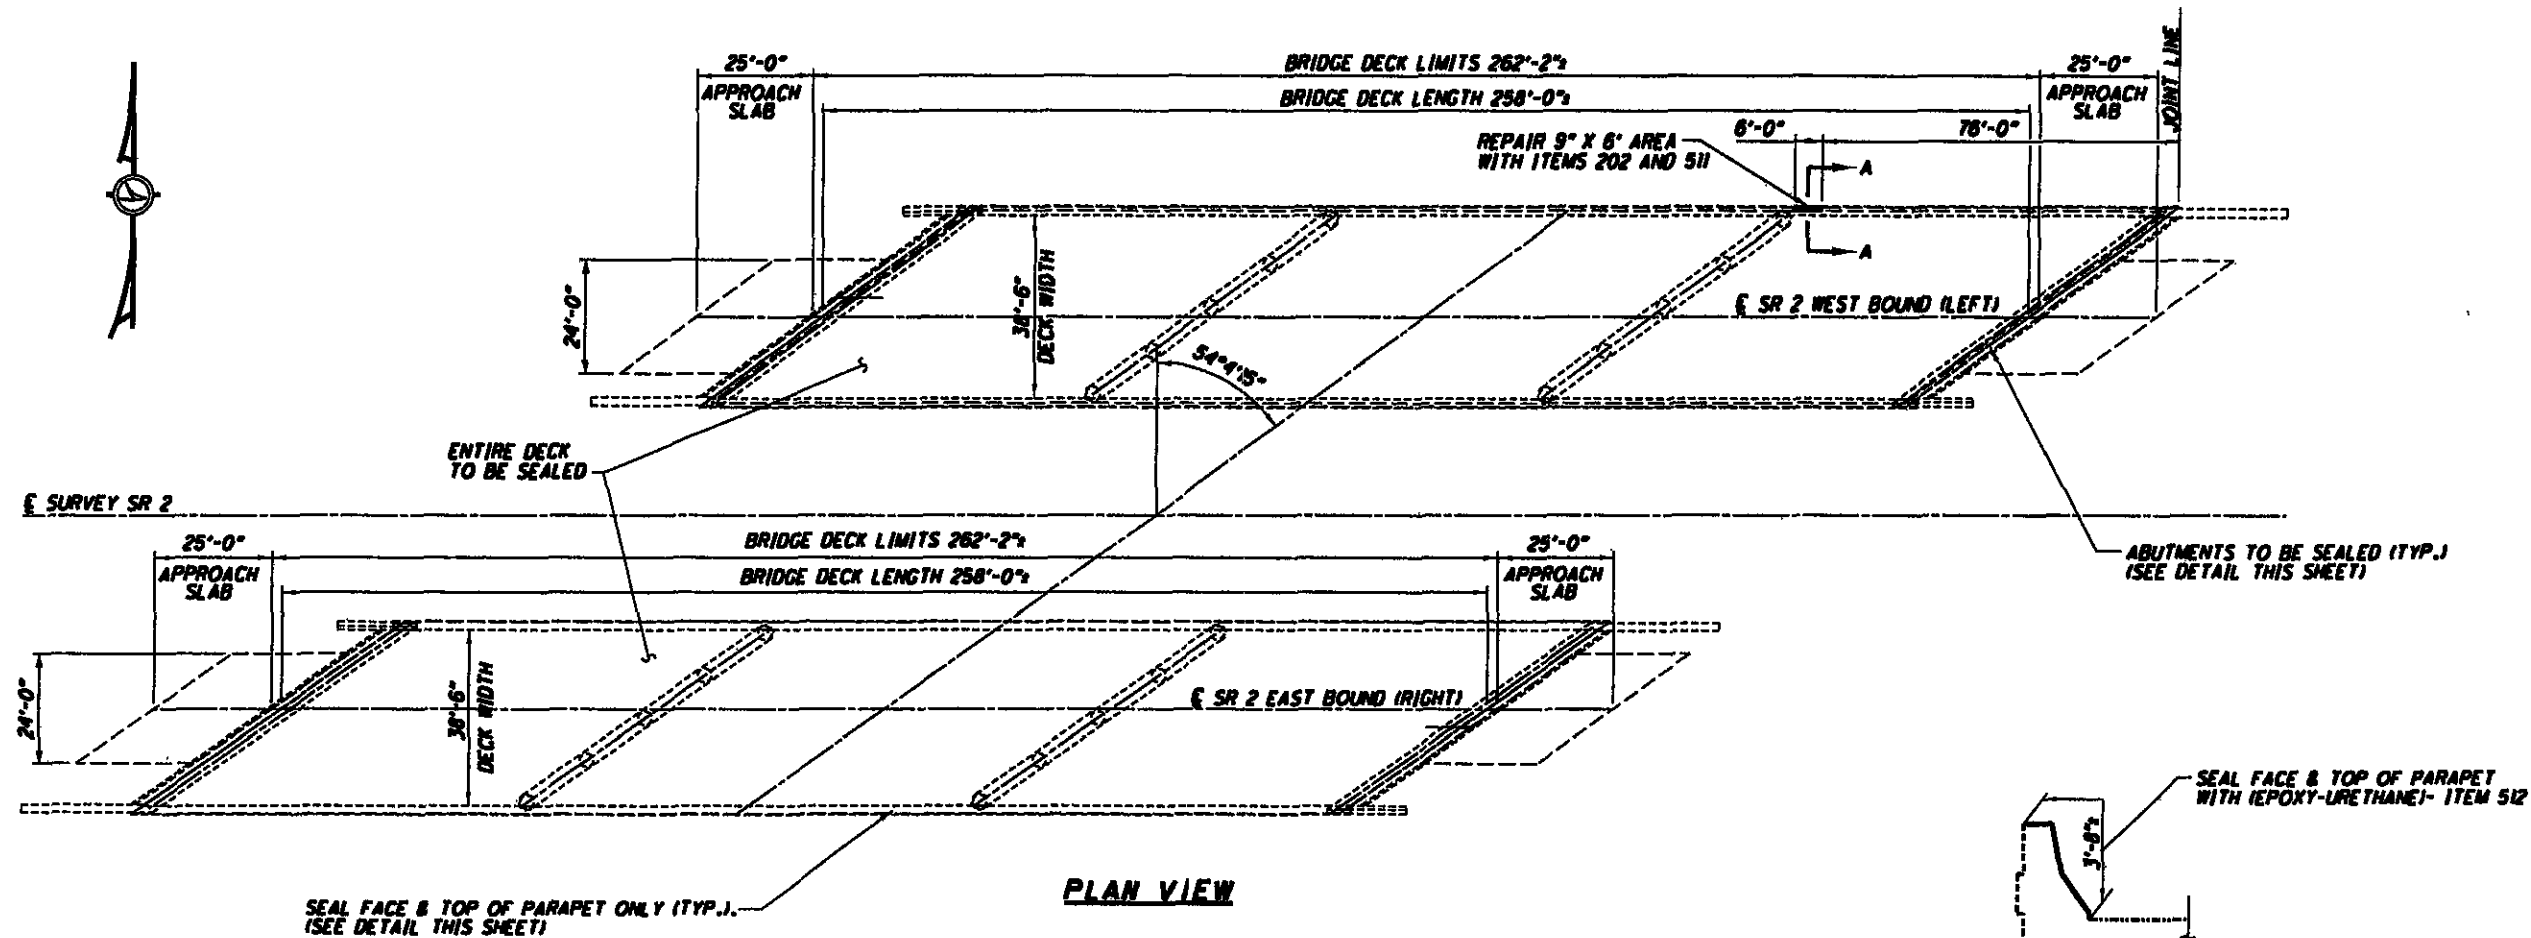 25'-0"
APPROACH
SLAB
BRIDGE DECK LIMITS 262'-2"±
BRIDGE DECK LENGTH 258'-0"±
25'-0"
APPROACH
SLAB
JOINT LINE
6'-0"
76'-0"
REPAIR 9" X 6' AREA
WITH ITEMS 202 AND 511
A
A
24'-0"
38'-6"
DECK WIDTH
℄ SR 2 WEST BOUND (LEFT)
54°4'15"
ENTIRE DECK
TO BE SEALED
℄ SURVEY SR 2
ABUTMENTS TO BE SEALED (TYP.)
(SEE DETAIL THIS SHEET)
25'-0"
APPROACH
SLAB
BRIDGE DECK LIMITS 262'-2"±
BRIDGE DECK LENGTH 258'-0"±
25'-0"
APPROACH
SLAB
24'-0"
38'-6"
DECK WIDTH
℄ SR 2 EAST BOUND (RIGHT)
SEAL FACE & TOP OF PARAPET
WITH (EPOXY-URETHANE)- ITEM 512
3'-8"±
PLAN VIEW
SEAL FACE & TOP OF PARAPET ONLY (TYP.).
(SEE DETAIL THIS SHEET)